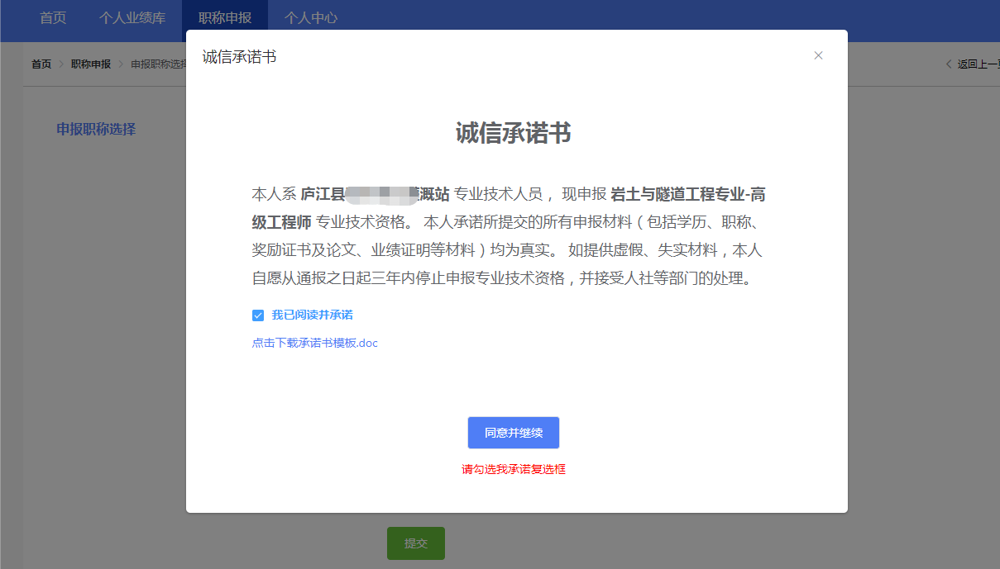 首页 个人业绩库 职称申报 个人中心
首页 > 职称申报 > 申报职称选择
< 返回上一
申报职称选择
诚信承诺书
诚信承诺书
本人系 庐江县 溉站 专业技术人员， 现申报 岩土与隧道工程专业-高
级工程师 专业技术资格。 本人承诺所提交的所有申报材料（包括学历、职称、
奖励证书及论文、业绩证明等材料）均为真实。 如提供虚假、失实材料，本人
自愿从通报之日起三年内停止申报专业技术资格，并接受人社等部门的处理。
我已阅读并承诺
点击下载承诺书模板.doc
同意并继续
请勾选我承诺复选框
提交